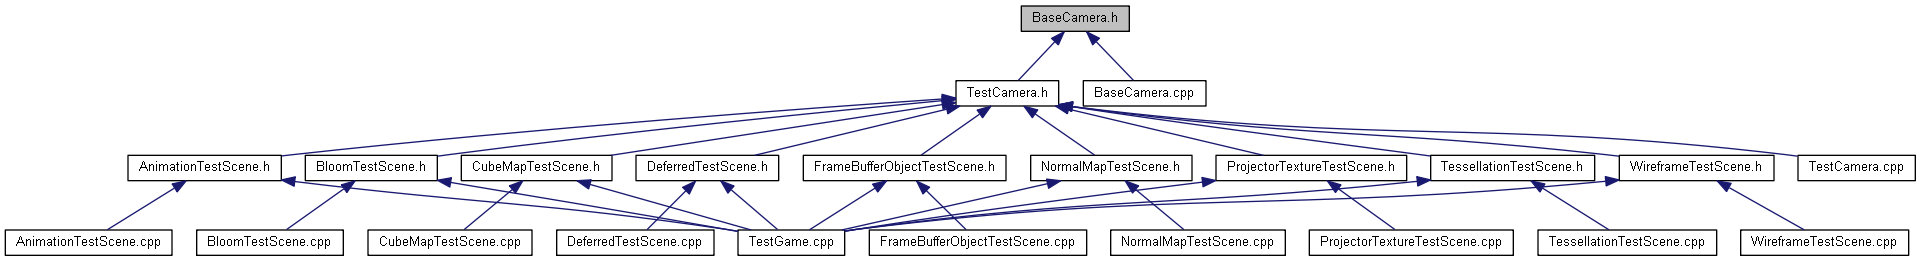 BaseCamera.h
TestCamera.h
BaseCamera.cpp
AnimationTestScene.h
BloomTestScene.h
CubeMapTestScene.h
DeferredTestScene.h
FrameBufferObjectTestScene.h
NormalMapTestScene.h
ProjectorTextureTestScene.h
TessellationTestScene.h
WireframeTestScene.h
TestCamera.cpp
AnimationTestScene.cpp
BloomTestScene.cpp
CubeMapTestScene.cpp
DeferredTestScene.cpp
TestGame.cpp
FrameBufferObjectTestScene.cpp
NormalMapTestScene.cpp
ProjectorTextureTestScene.cpp
TessellationTestScene.cpp
WireframeTestScene.cpp